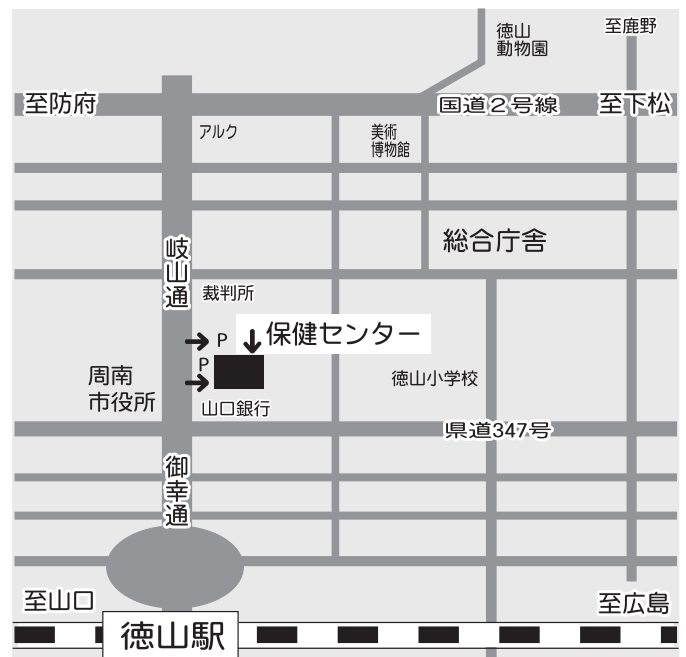 徳山
動物園
至鹿野
至防府
国道2号線
至下松
アルク
美術
博物館
岐山通
総合庁舎
裁判所
P
保健センター
P
周南
市役所
徳山小学校
山口銀行
県道347号
御幸通
至山口
至広島
徳山駅